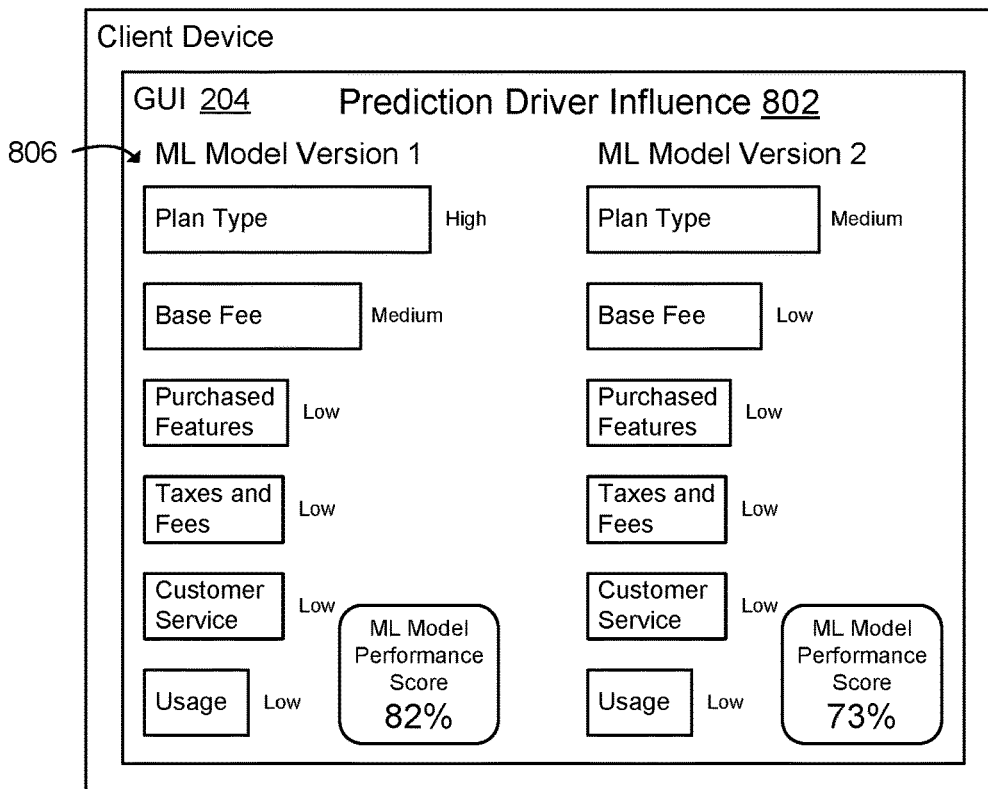 Client Device
GUI 204
Prediction Driver Influence 802
806
ML Model Version 1
ML Model Version 2
Plan Type
High
Plan Type
Medium
Base Fee
Medium
Base Fee
Low
Purchased
Features
Low
Purchased
Features
Low
Taxes and
Fees
Low
Taxes and
Fees
Low
Customer
Service
Low
Customer
Service
Low
Usage
Low
ML Model
Performance
Score
82%
Usage
Low
ML Model
Performance
Score
73%